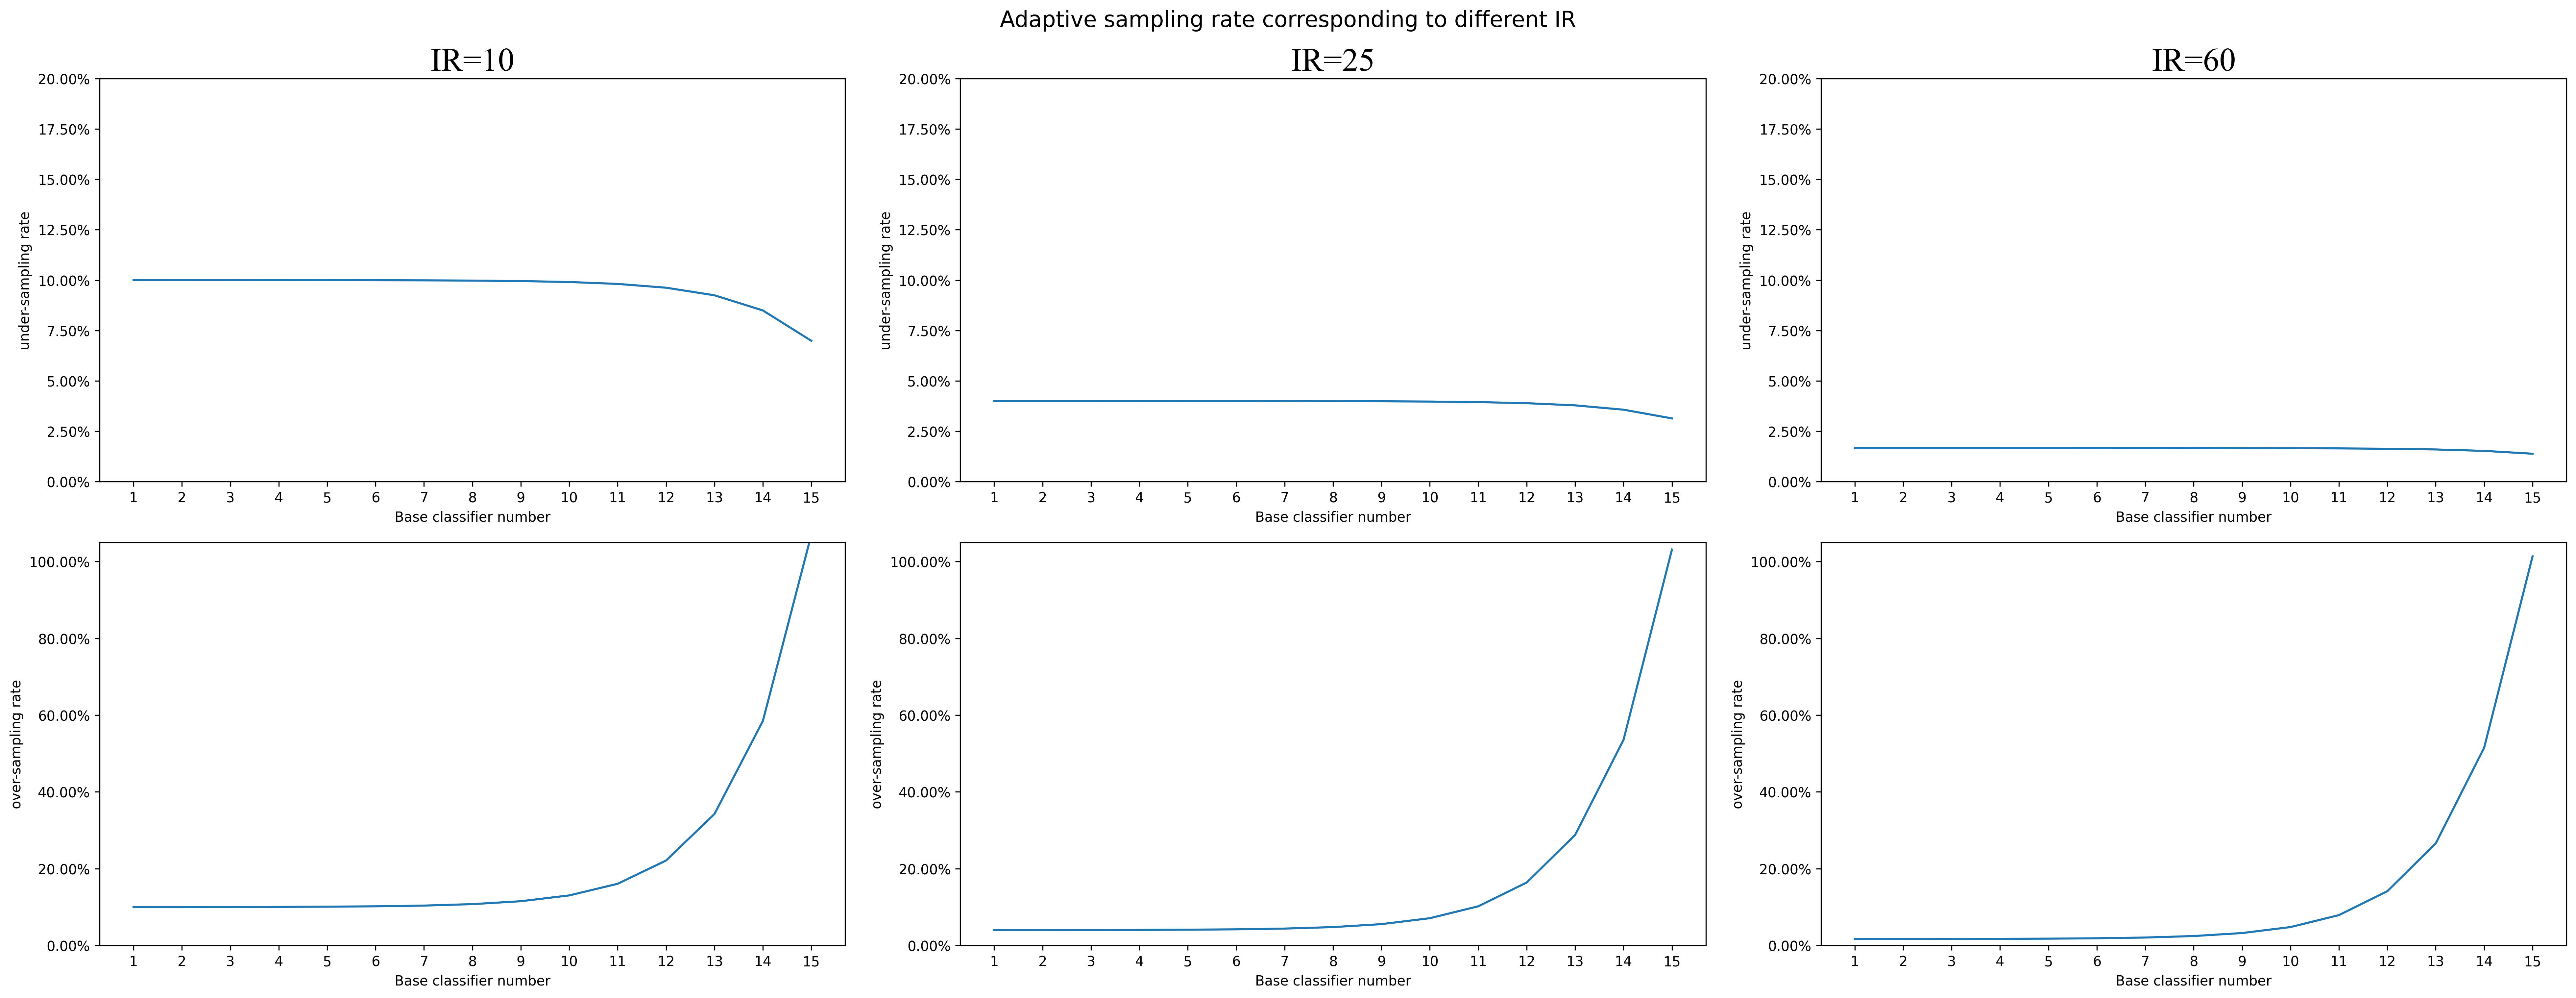 Adaptive sampling rate corresponding to different IR
IR=10
20.00%
17.50%
15.00%
12.50%
10.00%
7.50%
5.00%
2.50%
0.00%
under-sampling rate
1 2 3 4 5 6 7 8 9 10 11 12 13 14 15
Base classifier number
IR=25
20.00%
17.50%
15.00%
12.50%
10.00%
7.50%
5.00%
2.50%
0.00%
under-sampling rate
1 2 3 4 5 6 7 8 9 10 11 12 13 14 15
Base classifier number
IR=60
20.00%
17.50%
15.00%
12.50%
10.00%
7.50%
5.00%
2.50%
0.00%
under-sampling rate
1 2 3 4 5 6 7 8 9 10 11 12 13 14 15
Base classifier number
100.00%
80.00%
60.00%
40.00%
20.00%
0.00%
over-sampling rate
1 2 3 4 5 6 7 8 9 10 11 12 13 14 15
Base classifier number
100.00%
80.00%
60.00%
40.00%
20.00%
0.00%
over-sampling rate
1 2 3 4 5 6 7 8 9 10 11 12 13 14 15
Base classifier number
100.00%
80.00%
60.00%
40.00%
20.00%
0.00%
over-sampling rate
1 2 3 4 5 6 7 8 9 10 11 12 13 14 15
Base classifier number